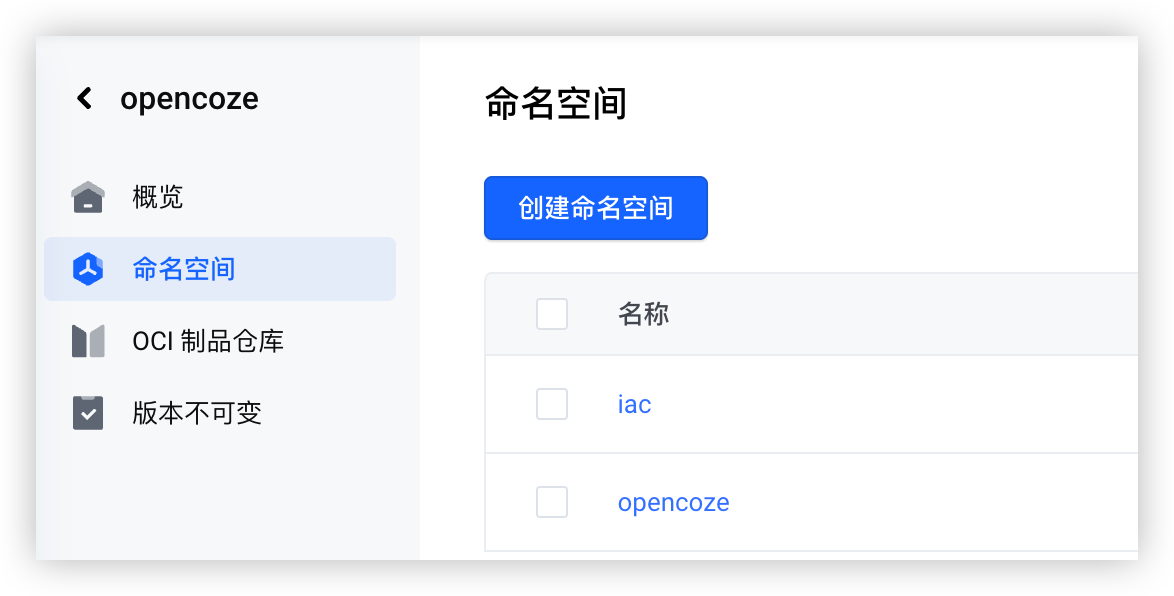 opencoze
概览
命名空间
OCI 制品仓库
版本不可变
命名空间
创建命名空间
名称
iac
opencoze